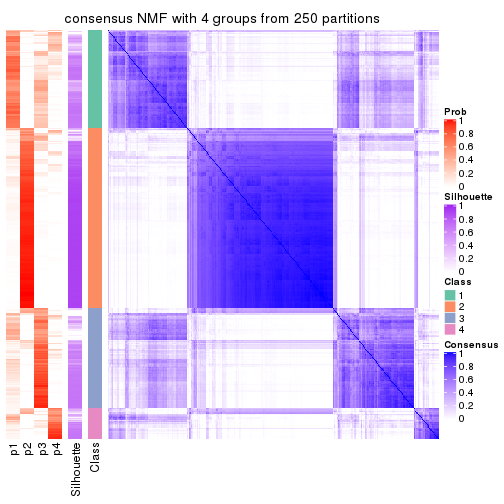 consensus NMF with 4 groups from 250 partitions
Prob
1
0.8
0.6
0.4
0.2
0
Silhouette
1
0.8
0.6
0.4
0.2
0
Class
1
2
3
4
Consensus
1
0.8
0.6
0.4
0.2
0
p1
p2
p3
p4
Silhouette
Class